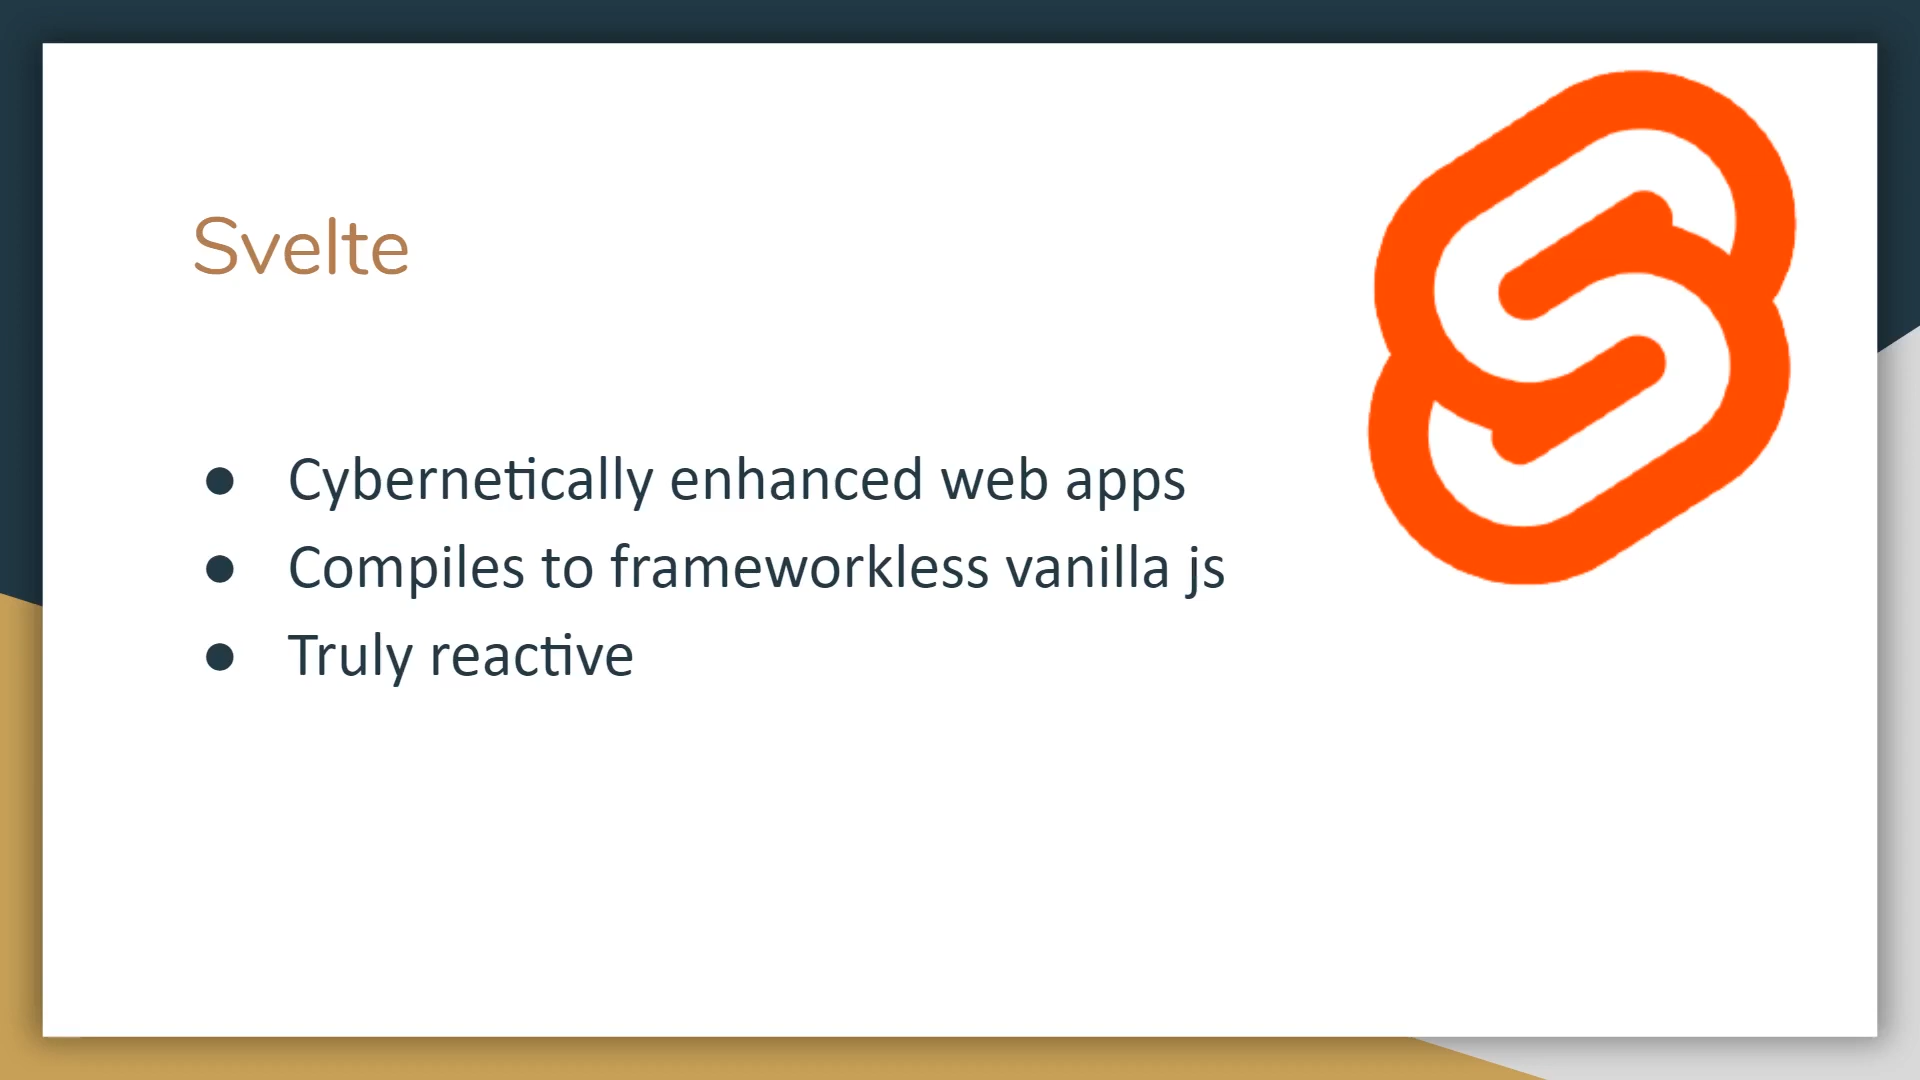 Svelte
● Cybernetically enhanced web apps
● Compiles to frameworkless vanilla js
● Truly reactive